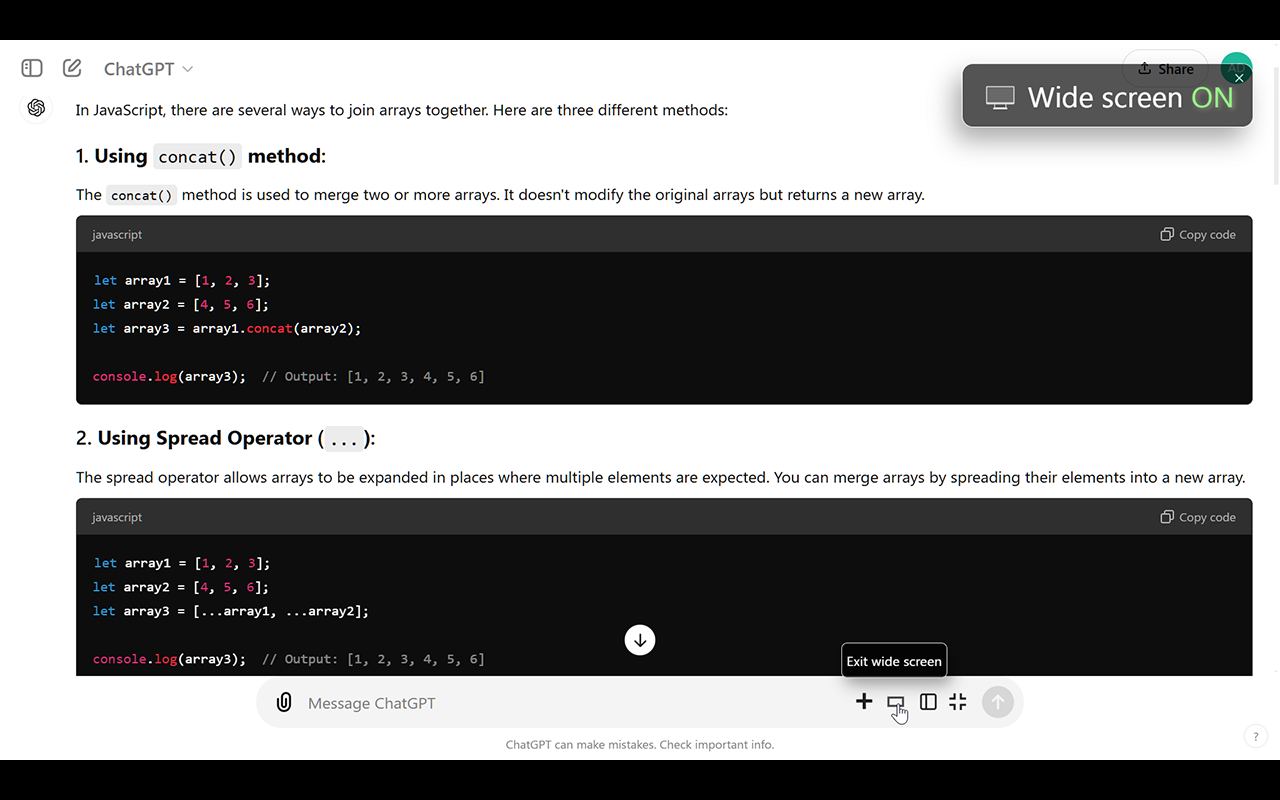 ChatGPT
Share
AD
Wide screen ON
In JavaScript, there are several ways to join arrays together. Here are three different methods:
1. Using concat() method:
The concat() method is used to merge two or more arrays. It doesn't modify the original arrays but returns a new array.
javascript
Copy code
let array1 = [1, 2, 3];
let array2 = [4, 5, 6];
let array3 = array1.concat(array2);
console.log(array3);  // Output: [1, 2, 3, 4, 5, 6]
2. Using Spread Operator (...):
The spread operator allows arrays to be expanded in places where multiple elements are expected. You can merge arrays by spreading their elements into a new array.
javascript
Copy code
let array1 = [1, 2, 3];
let array2 = [4, 5, 6];
let array3 = [...array1, ...array2];
console.log(array3);  // Output: [1, 2, 3, 4, 5, 6]
Exit wide screen
Message ChatGPT
ChatGPT can make mistakes. Check important info.
?